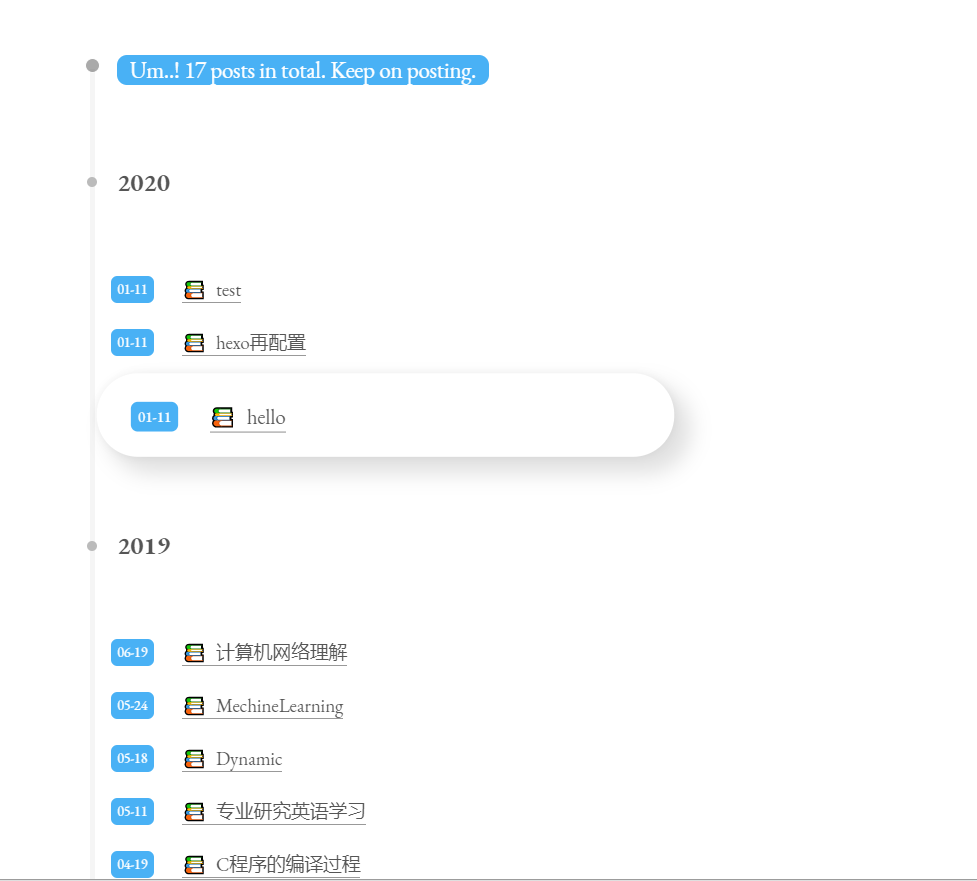 Um..! 17 posts in total. Keep on posting.
2020
01-11 test
01-11 hexo再配置
01-11 hello
2019
06-19 计算机网络理解
05-24 MechineLearning
05-18 Dynamic
05-11 专业研究英语学习
04-19 C程序的编译过程